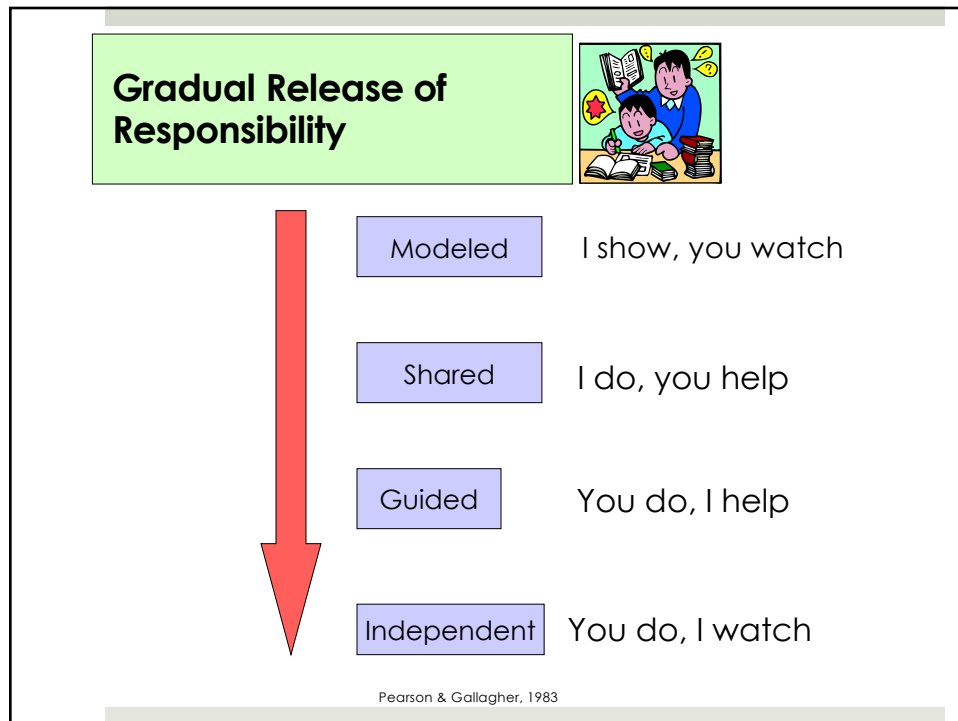 Gradual Release of
Responsibility
Modeled
I show, you watch
Shared
I do, you help
Guided
You do, I help
Independent
You do, I watch
Pearson & Gallagher, 1983